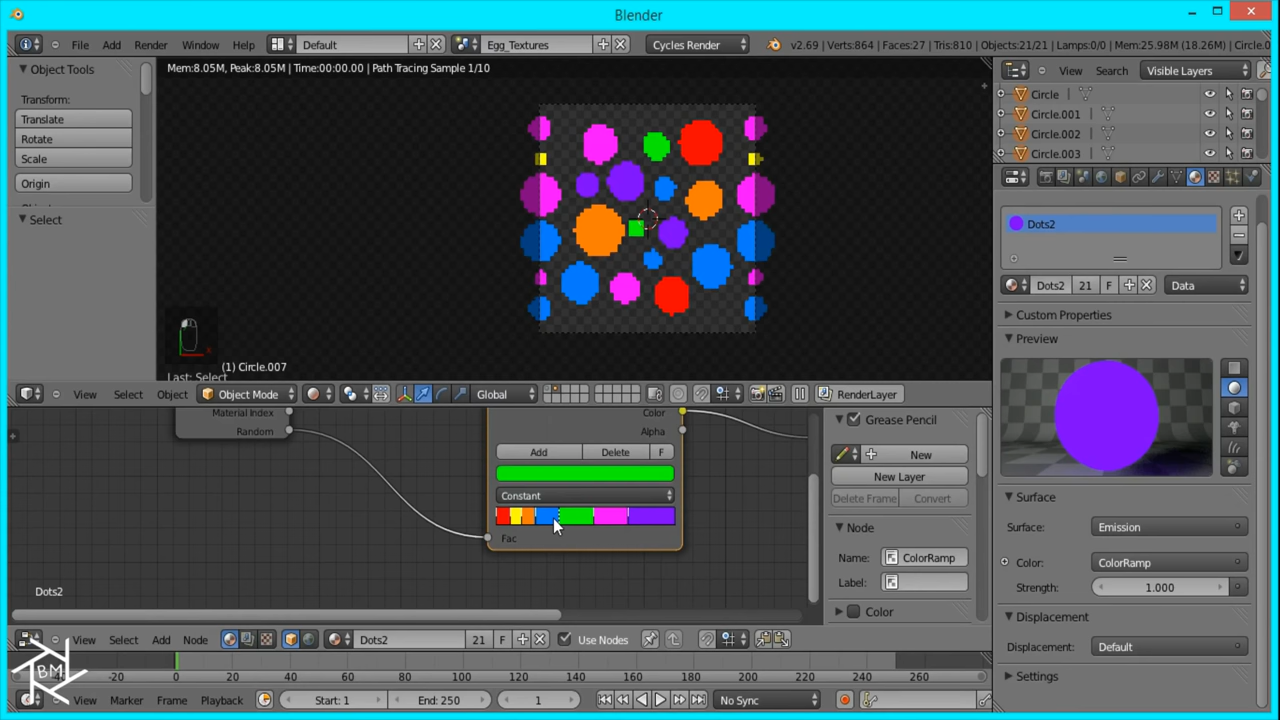 Blender
File Add Render Window Help Default Egg_Textures Cycles Render v2.69 | Verts:864 | Faces:27 | Tris:810 | Objects:21/21 | Lamps:0/0 | Mem:25.98M (18.26M) | Circle.0
Object Tools
Transform:
Translate
Rotate
Scale
Origin
Select
Mem:8.05M, Peak:8.05M | Time:00:00.00 | Path Tracing Sample 1/10
(1) Circle.007
Last: Select
View Select Object Object Mode Global RenderLayer
View Search Visible Layers
Circle
Circle.001
Circle.002
Circle.003
Dots2
Dots2 21 F Data
Custom Properties
Preview
Surface
Surface: Emission
Color: ColorRamp
Strength: 1.000
Displacement
Displacement: Default
Settings
Material Index
Random
Color
Alpha
Add Delete F
Constant
Fac
Dots2
Grease Pencil
New
New Layer
Delete Frame Convert
Node
Name: ColorRamp
Label:
Color
View Select Add Node Dots2 21 F Use Nodes
BM
-20 0 20 40 60 80 100 120 140 160 180 200 220 240 260
View Marker Frame Playback Start: 1 End: 250 1 No Sync